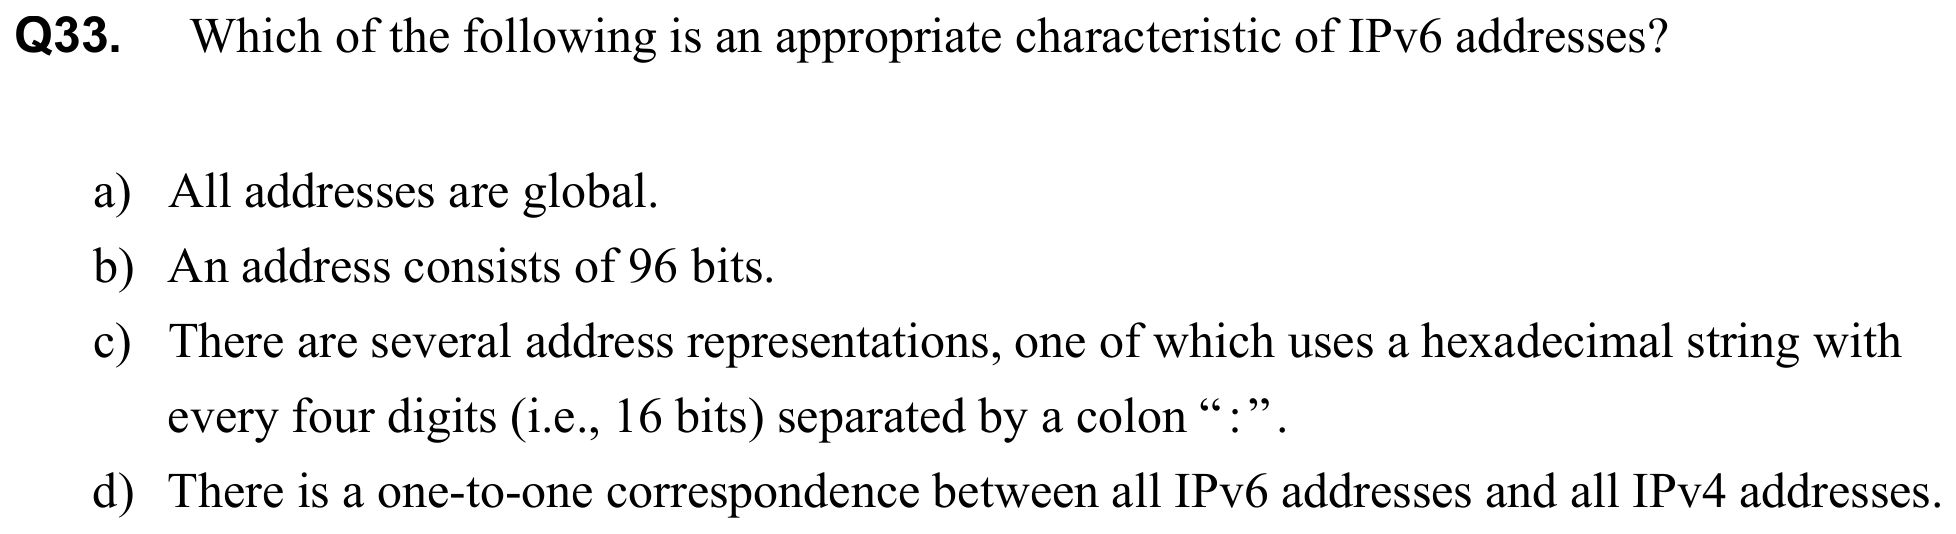 Q33. Which of the following is an appropriate characteristic of IPv6 addresses?
a) All addresses are global.
b) An address consists of 96 bits.
c) There are several address representations, one of which uses a hexadecimal string with
every four digits (i.e., 16 bits) separated by a colon “:”.
d) There is a one-to-one correspondence between all IPv6 addresses and all IPv4 addresses.